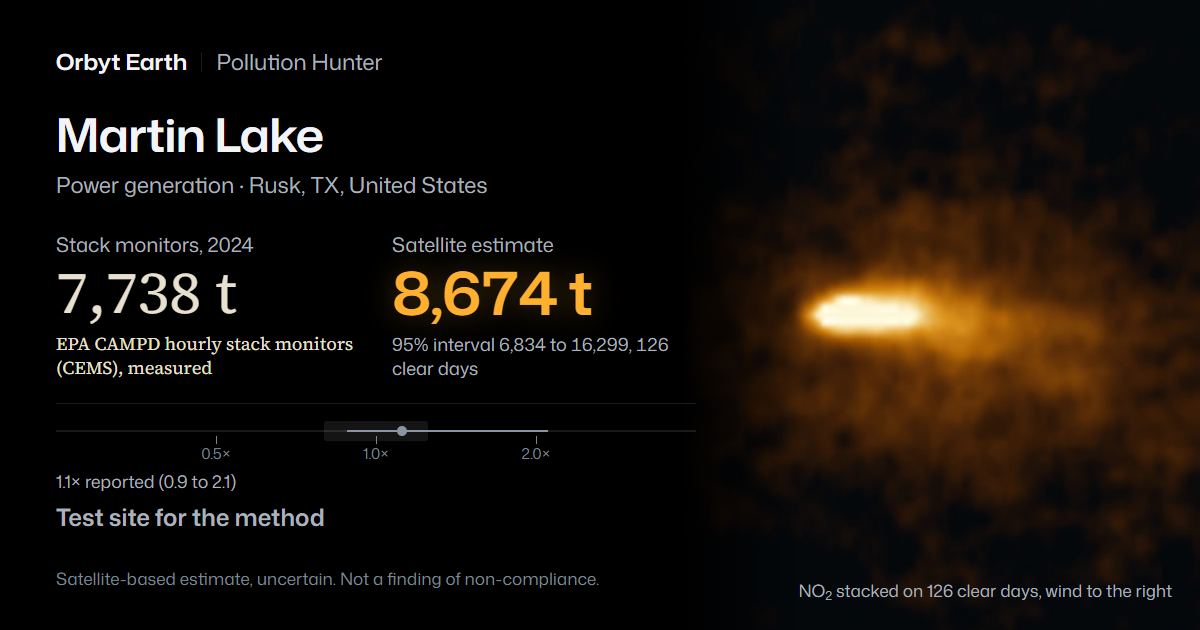 Orbyt Earth | Pollution Hunter
Martin Lake
Power generation · Rusk, TX, United States
Stack monitors, 2024
7,738 t
EPA CAMPD hourly stack monitors
(CEMS), measured
Satellite estimate
8,674 t
95% interval 6,834 to 16,299, 126
clear days
0.5× 1.0× 2.0×
1.1× reported (0.9 to 2.1)
Test site for the method
Satellite-based estimate, uncertain. Not a finding of non-compliance.
NO₂ stacked on 126 clear days, wind to the right